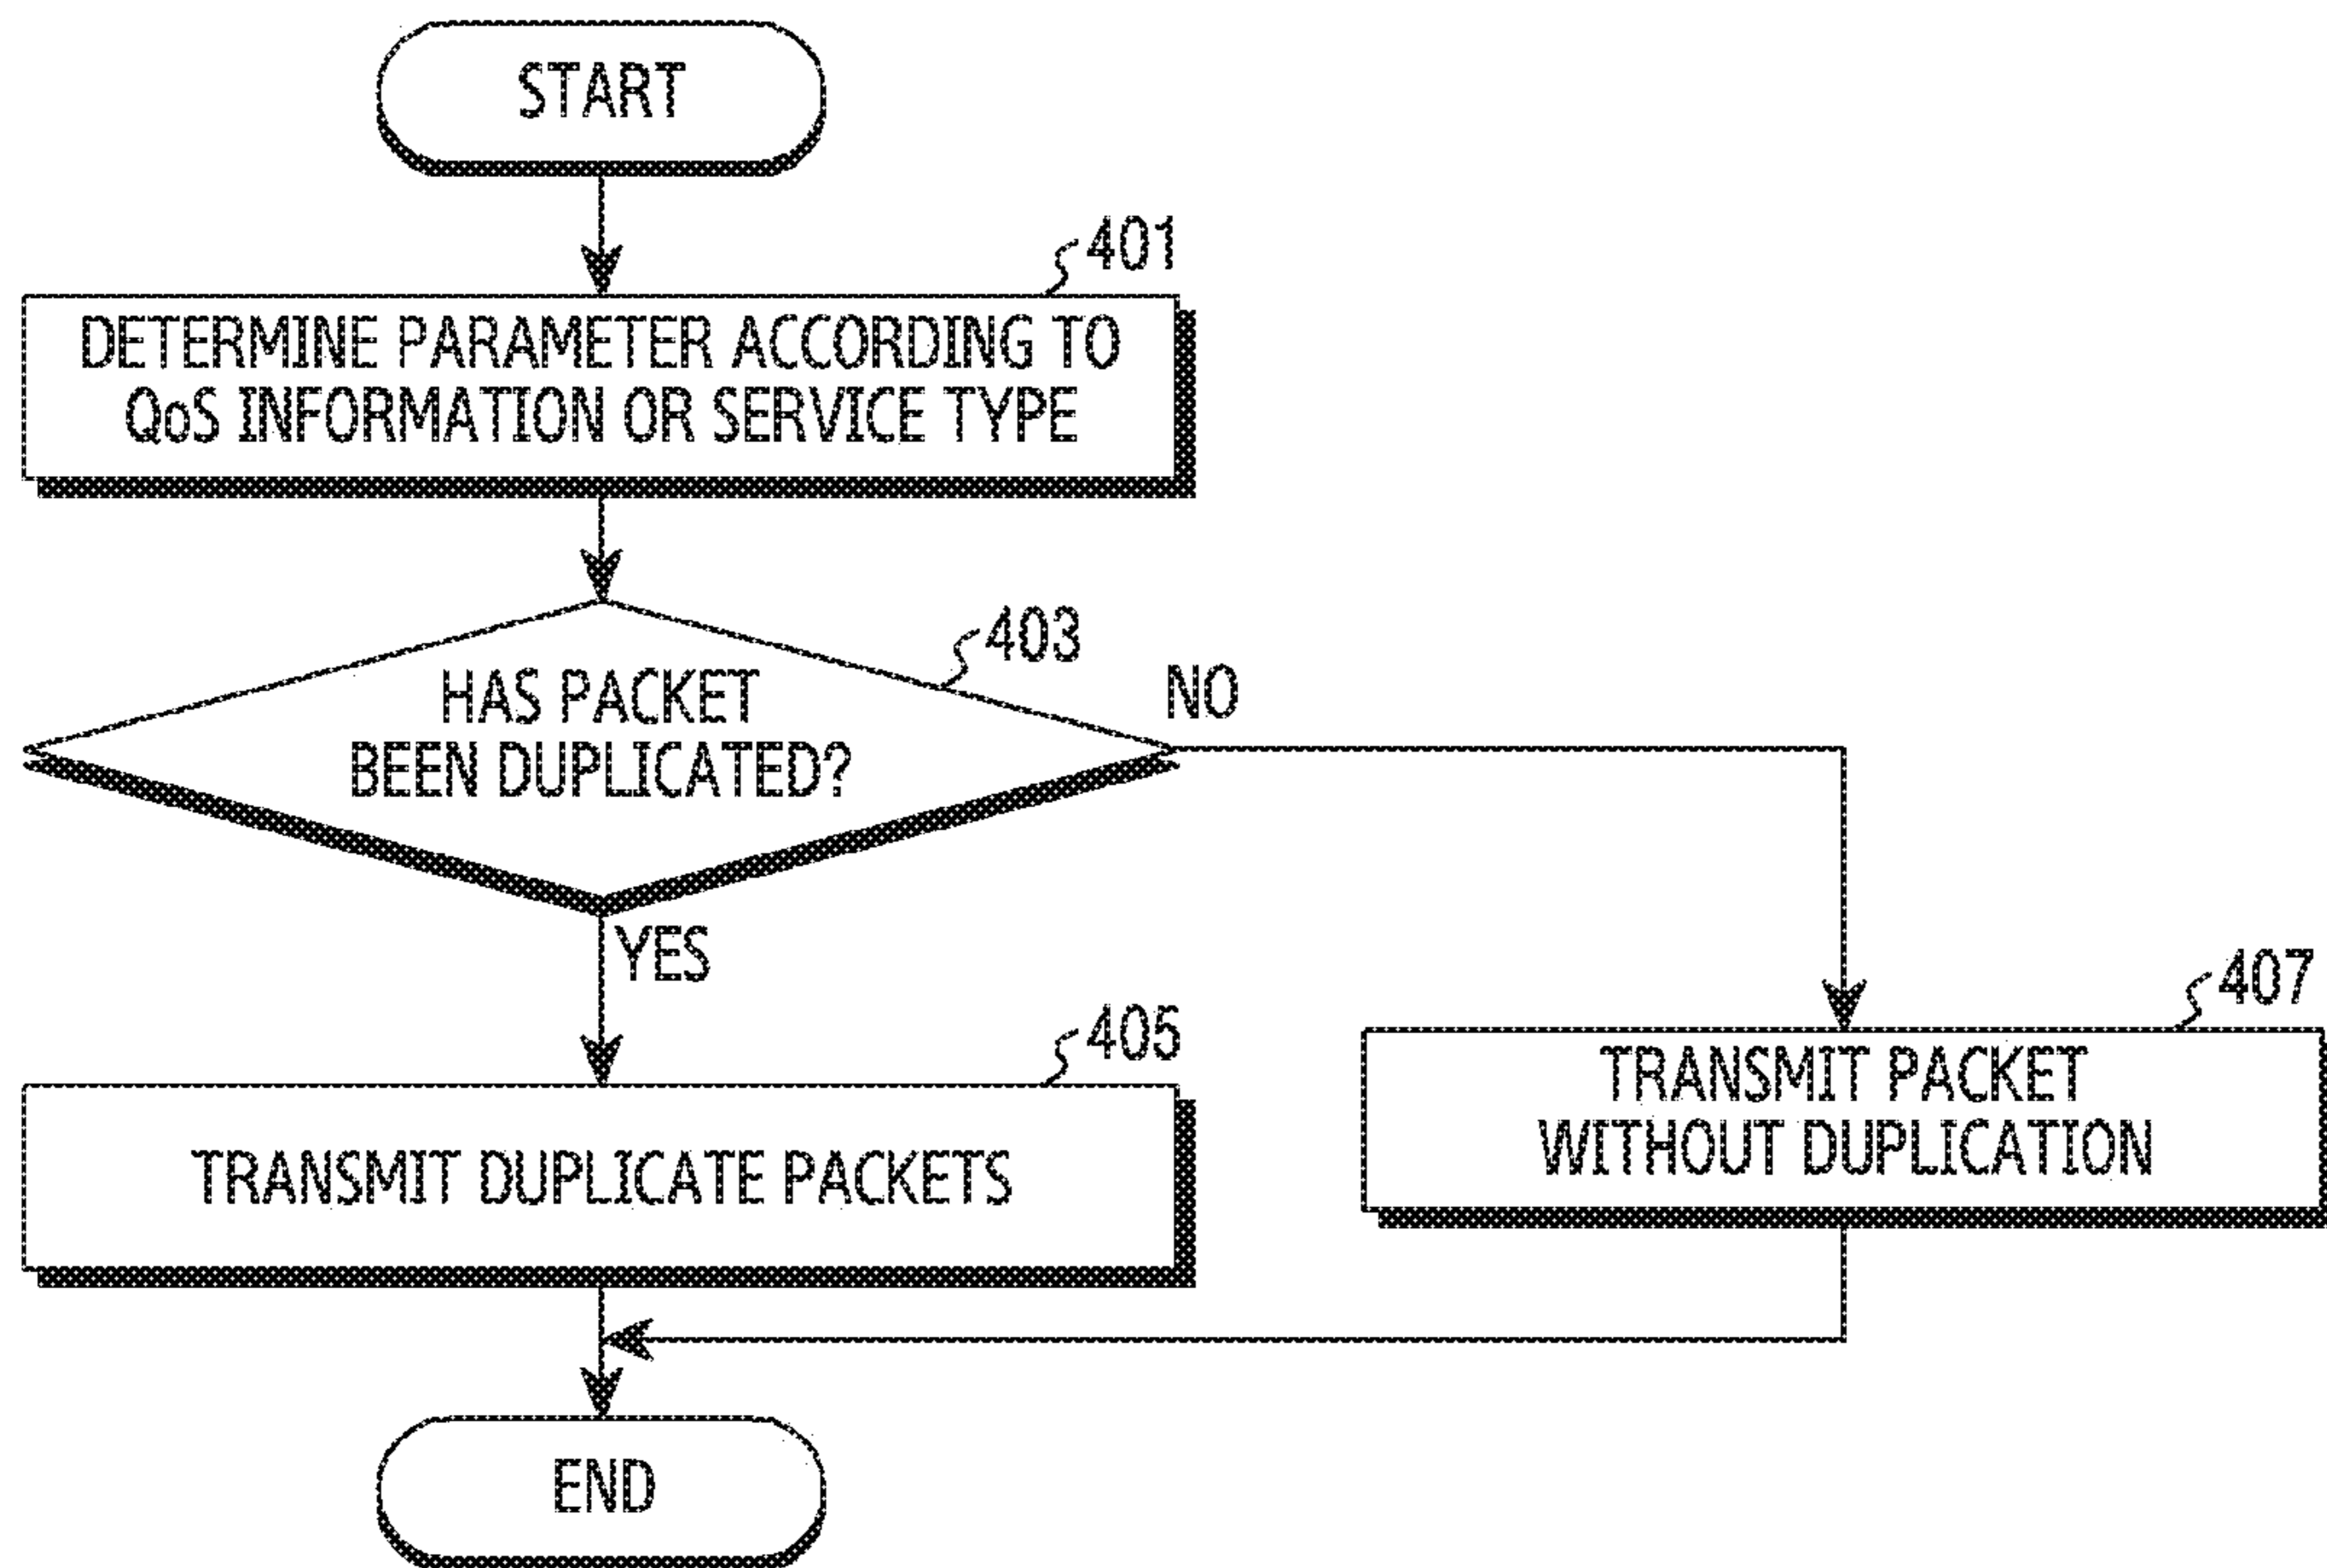 START
401
DETERMINE PARAMETER ACCORDING TO
QoS INFORMATION OR SERVICE TYPE
403
HAS PACKET
BEEN DUPLICATED?
NO
YES
405
TRANSMIT DUPLICATE PACKETS
407
TRANSMIT PACKET
WITHOUT DUPLICATION
END